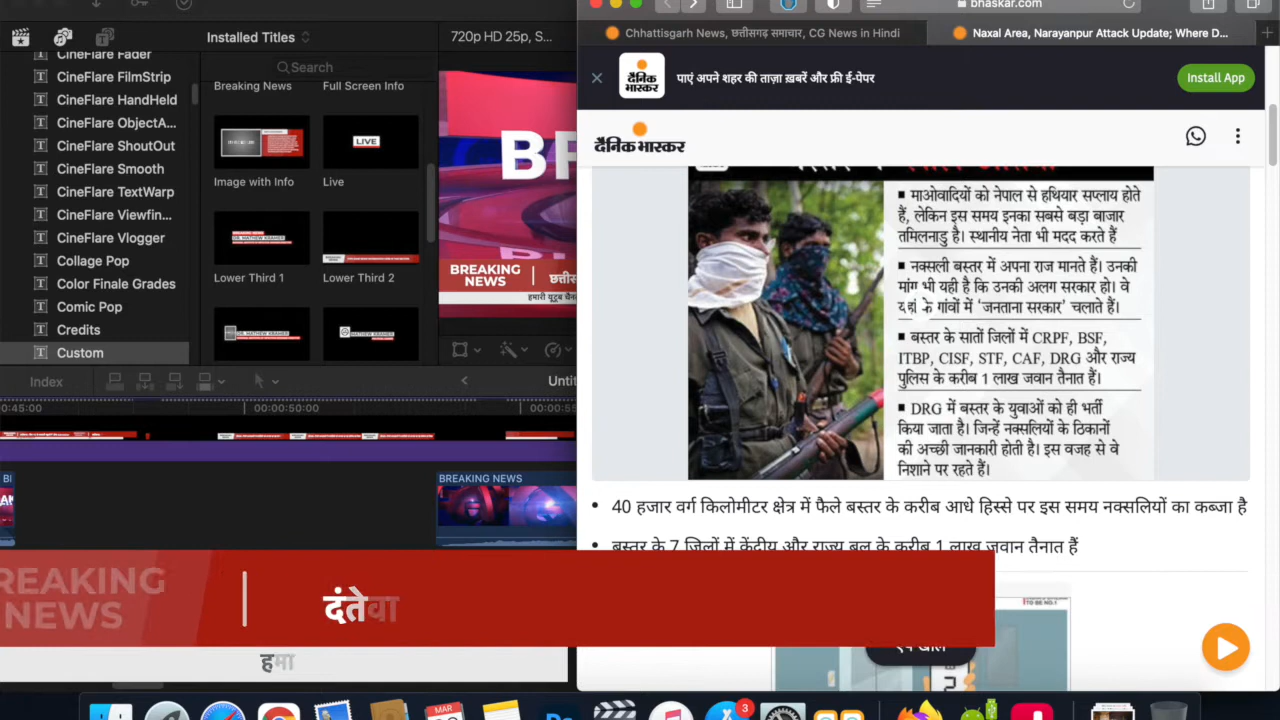 Installed Titles
720p HD 25p, S...
Search
CineFlare Fader
CineFlare FilmStrip
CineFlare HandHeld
CineFlare ObjectA...
CineFlare ShoutOut
CineFlare Smooth
CineFlare TextWarp
CineFlare Viewfin...
CineFlare Vlogger
Collage Pop
Color Finale Grades
Comic Pop
Credits
Custom
Breaking News
Full Screen Info
LIVE
Image with Info
Live
Lower Third 1
Lower Third 2
BREAKING
NEWS
छत्तीस
Index
Untit
0:45:00
00:00:50:00
00:00:55
BREAKING NEWS
bhaskar.com
Chhattisgarh News, छत्तीसगढ़ समाचार, CG News in Hindi
Naxal Area, Narayanpur Attack Update; Where D...
दैनिक भास्कर
पाएं अपने शहर की ताज़ा ख़बरें और फ्री ई-पेपर
Install App
दैनिक भास्कर
▪ माओवादियों को नेपाल से हथियार सप्लाय होते
हैं, लेकिन इस समय इनका सबसे बड़ा बाजार
तमिलनाडु है। स्थानीय नेता भी मदद करते हैं
▪ नक्सली बस्तर में अपना राज मानते हैं। उनकी
मांग भी यही है कि उनकी अलग सरकार हो। वे
यहां के गांवों में 'जनताना सरकार' चलाते हैं।
▪ बस्तर के सातों जिलों में CRPF, BSF,
ITBP, CISF, STF, CAF, DRG और राज्य
पुलिस के करीब 1 लाख जवान तैनात हैं।
▪ DRG में बस्तर के युवाओं को ही भर्ती
किया जाता है। जिन्हें नक्सलियों के ठिकानों
की अच्छी जानकारी होती है। इस वजह से वे
निशाने पर रहते हैं।
• 40 हजार वर्ग किलोमीटर क्षेत्र में फैले बस्तर के करीब आधे हिस्से पर इस समय नक्सलियों का कब्जा है
• बस्तर के 7 जिलों में केंद्रीय और राज्य बल के करीब 1 लाख जवान तैनात हैं
REAKING
NEWS
दंतेवा
हमा
MAR
3